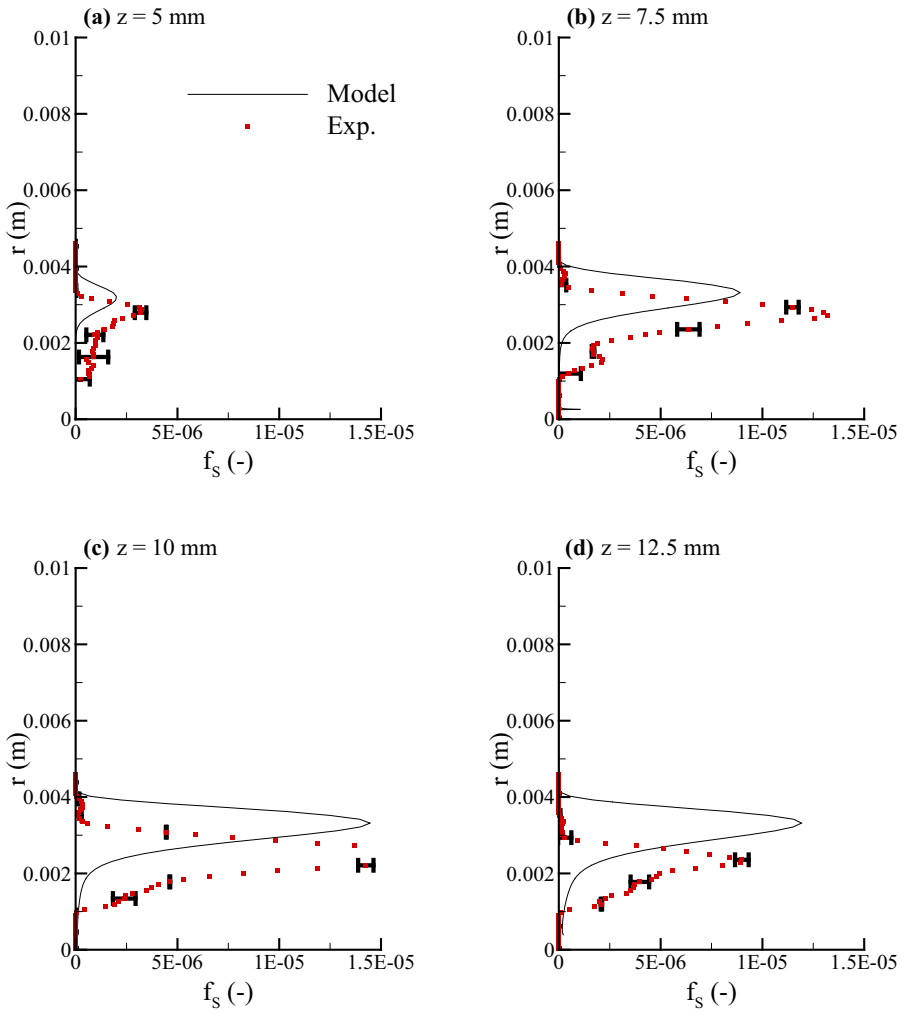 (a) z = 5 mm
0.01
0.008
0.006
0.004
0.002
0
r (m)
Model
Exp.
5E-06
1E-05
1.5E-05
f_S (-)
(b) z = 7.5 mm
0.01
0.008
0.006
0.004
0.002
0
r (m)
0
5E-06
1E-05
1.5E-05
f_S (-)
(c) z = 10 mm
0.01
0.008
0.006
0.004
0.002
0
r (m)
0
5E-06
1E-05
1.5E-05
f_S (-)
(d) z = 12.5 mm
0.01
0.008
0.006
0.004
0.002
0
r (m)
0
5E-06
1E-05
1.5E-05
f_S (-)